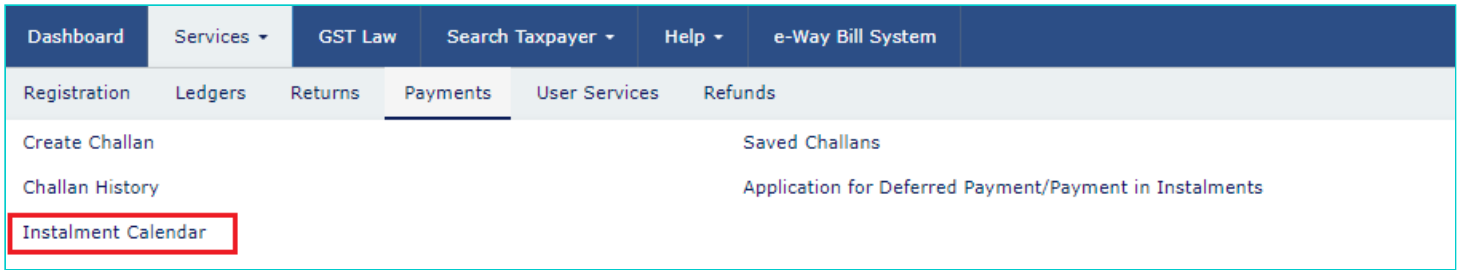 Dashboard Services GST Law Search Taxpayer Help e-Way Bill System
Registration Ledgers Returns Payments User Services Refunds
Create Challan Saved Challans
Challan History Application for Deferred Payment/Payment in Instalments
Instalment Calendar